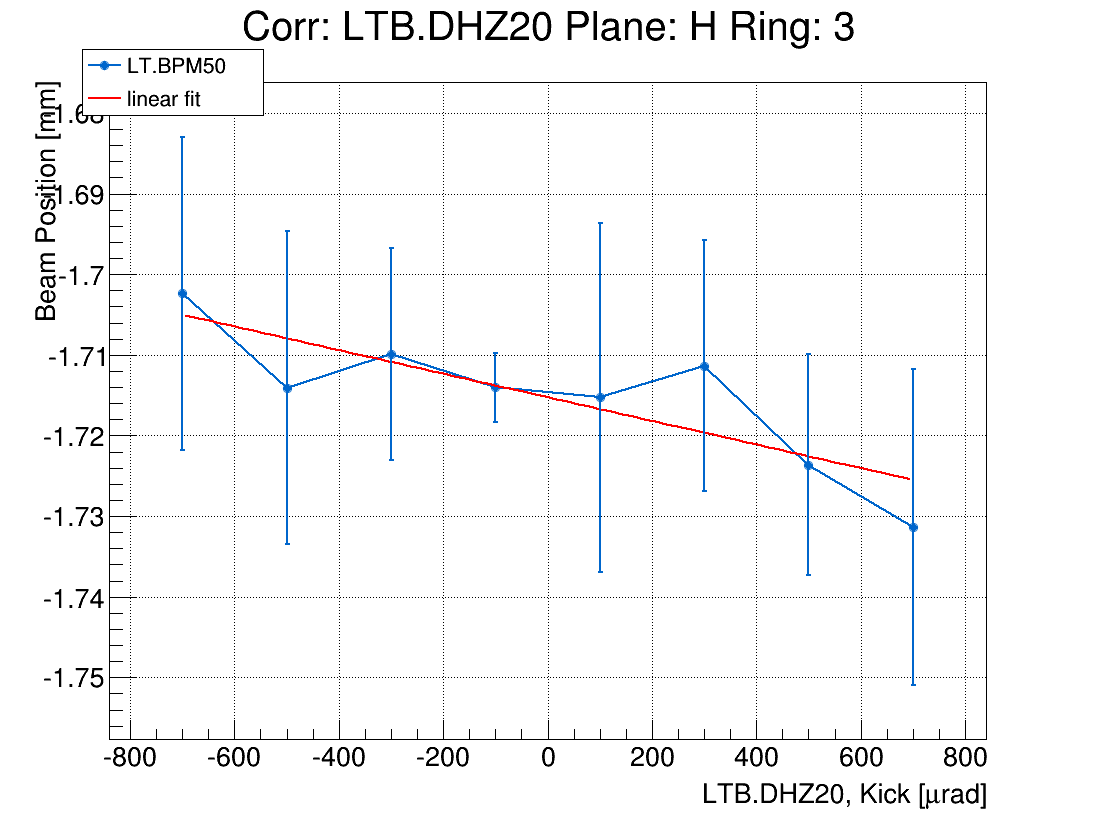 Corr: LTB.DHZ20 Plane: H Ring: 3
LT.BPM50
linear fit
Beam Position [mm]
-1.68
-1.69
-1.7
-1.71
-1.72
-1.73
-1.74
-1.75
-800 -600 -400 -200 0 200 400 600 800
LTB.DHZ20, Kick [μrad]